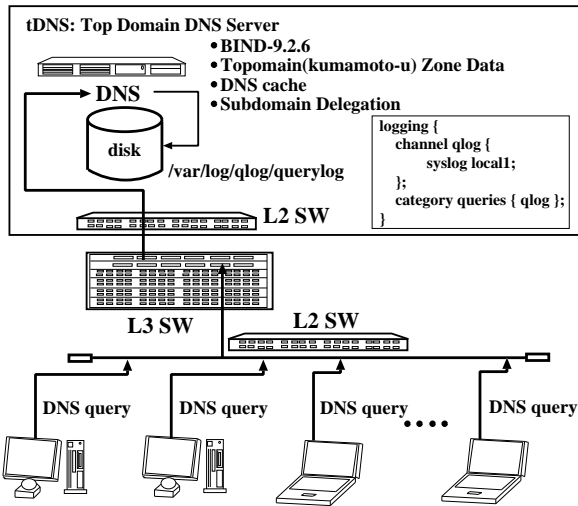 tDNS: Top Domain DNS Server
•BIND-9.2.6
•Topomain(kumamoto-u) Zone Data
•DNS cache
•Subdomain Delegation
DNS
disk
/var/log/qlog/querylog
logging {
channel qlog {
syslog local1;
};
category queries { qlog };
}
L2 SW
L3 SW
L2 SW
DNS query
DNS query
DNS query
DNS query